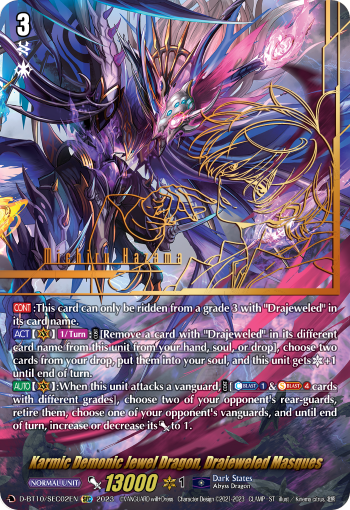 3
Michiru Hazama
CONT:This card can only be ridden from a grade 3 with "Drajeweled" in
its card name.
ACT [ ] 1/Turn : [Remove a card with "Drajeweled" in its different
card name from this unit from your hand, soul, or drop], choose two
cards from your drop, put them into your soul, and this unit gets +1
until end of turn.
AUTO [ ]:When this unit attacks a vanguard, [C-BLAST 1 & S-BLAST 4 cards
with different grades], choose two of your opponent's rear-guards,
retire them, choose one of your opponent's vanguards, and until end
of turn, increase or decrease its to 1.
Karmic Demonic Jewel Dragon, Drajeweled Masques
NORMAL UNIT 13000 1 Dark States
Abyss Dragon
D-BT10/SEC02EN SEC 2023